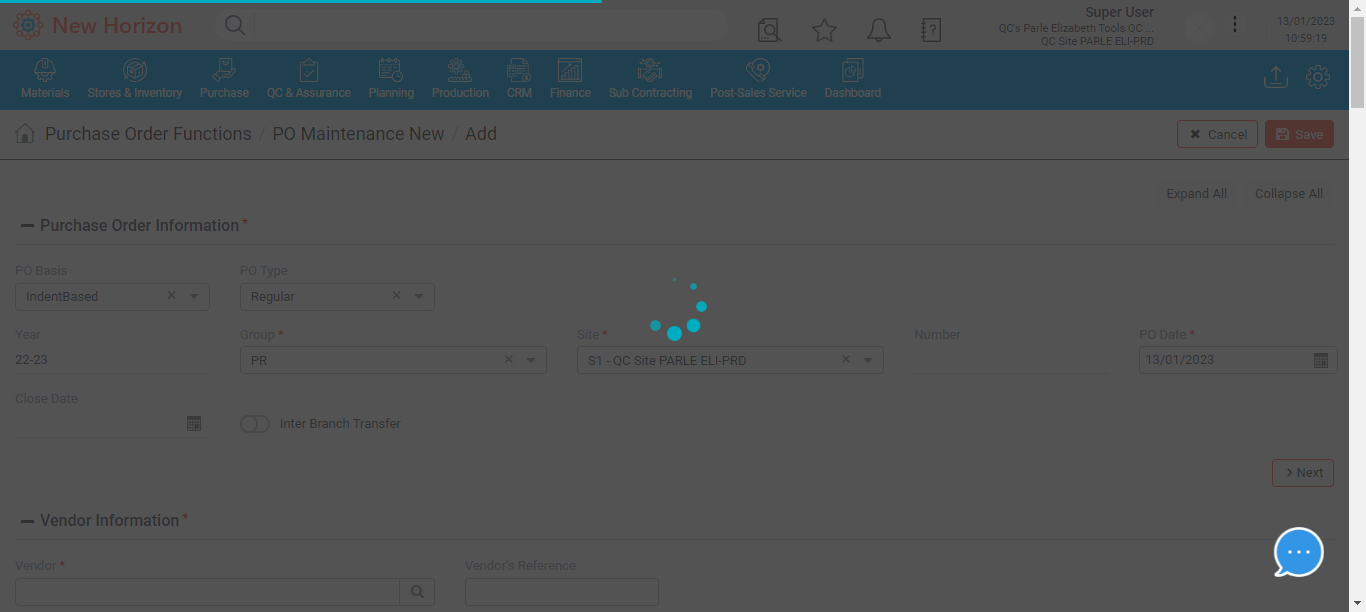 New Horizon
Super User
QC's Parle Elizabeth Tools QC ...
QC Site PARLE ELI-PRD
13/01/2023
10:59:19
Materials
Stores & Inventory
Purchase
QC & Assurance
Planning
Production
CRM
Finance
Sub Contracting
Post-Sales Service
Dashboard
Purchase Order Functions / PO Maintenance New / Add
Cancel
Save
Expand All
Collapse All
Purchase Order Information *
PO Basis
PO Type
IndentBased
Regular
Year
Group *
Site *
Number
PO Date *
22-23
PR
S1 - QC Site PARLE ELI-PRD
13/01/2023
Close Date
Inter Branch Transfer
Next
Vendor Information *
Vendor *
Vendor's Reference